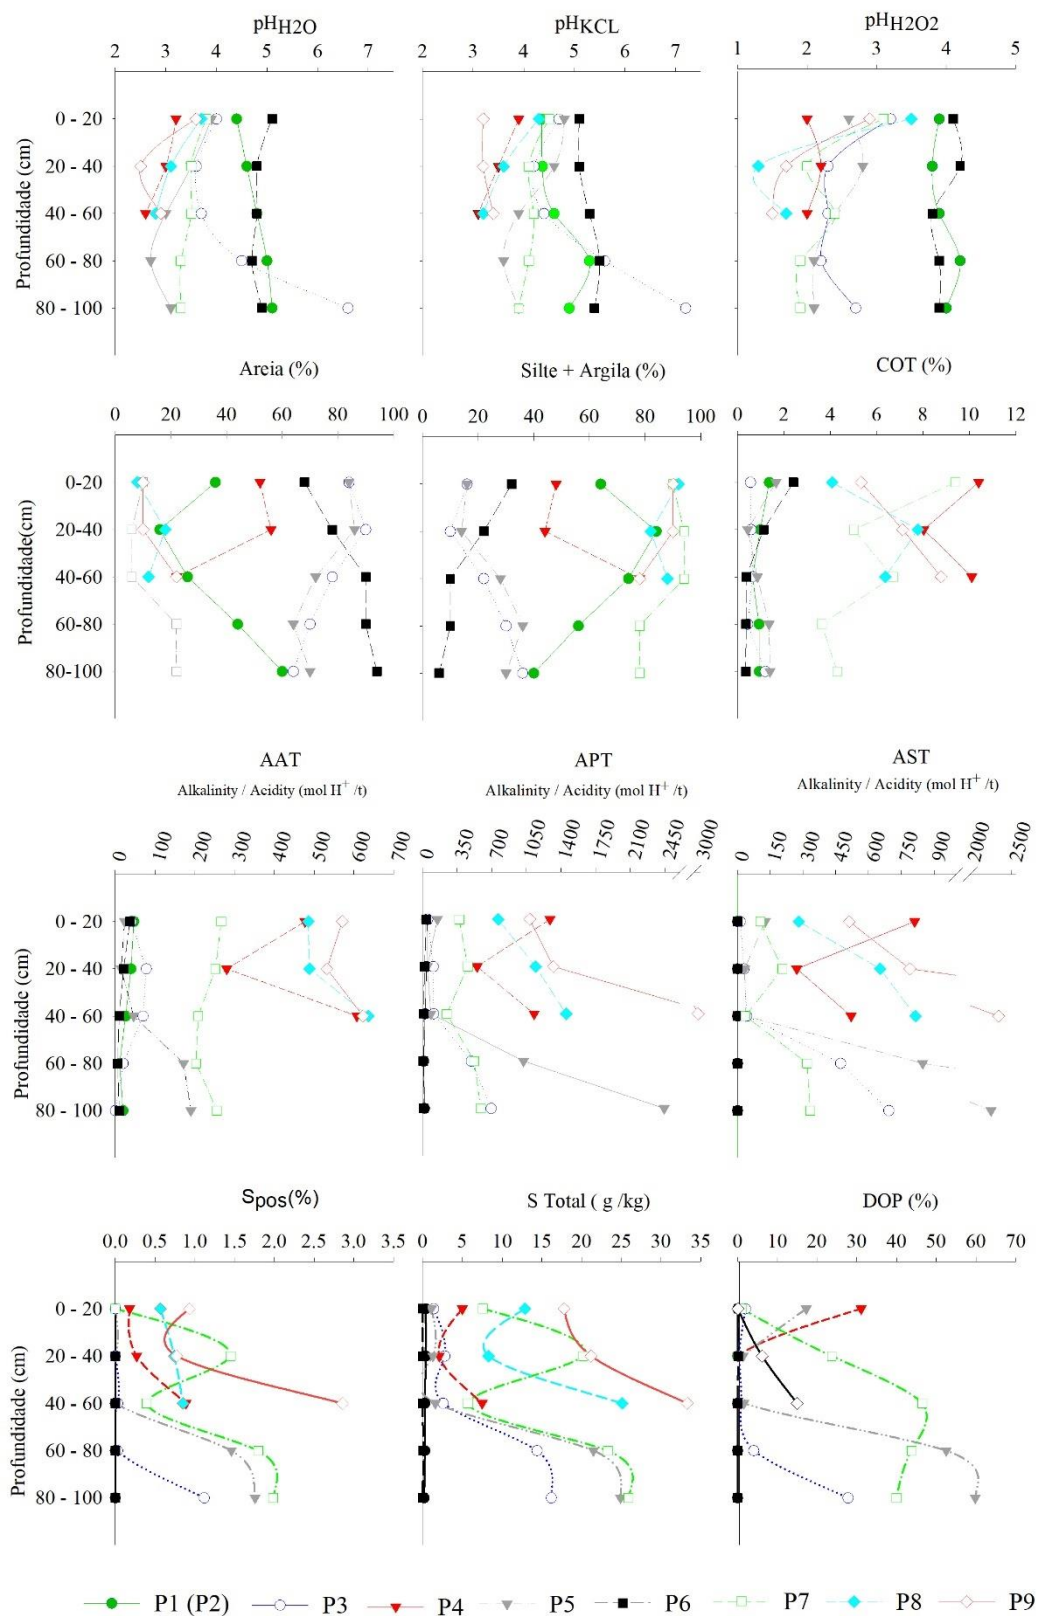 pHH2O pHKCL pHH2O2
2 3 4 5 6 7 2 3 4 5 6 7 1 2 3 4 5
Profundidade (cm)
0 - 20
20 - 40
40 - 60
60 - 80
80 - 100
Areia (%) Silte + Argila (%) COT (%)
0 20 40 60 80 100 0 20 40 60 80 100 0 2 4 6 8 10 12
Profundidade(cm)
0-20
20-40
40-60
60-80
80-100
AAT APT AST
Alkalinity / Acidity (mol H+ /t) Alkalinity / Acidity (mol H+ /t) Alkalinity / Acidity (mol H+ /t)
0 100 200 300 400 500 600 700 0 350 700 1050 1400 1750 2100 2450 3000 0 150 300 450 600 750 900 2000 2500
Profundidade (cm)
0 - 20
20 - 40
40 - 60
60 - 80
80 - 100
Spos(%) S Total ( g /kg) DOP (%)
0.0 0,5 1,0 1.5 2.0 2.5 3.0 3.5 0 5 10 15 20 25 30 35 0 10 20 30 40 50 60 70
Profundidade (cm)
0 - 20
20 - 40
40 - 60
60 - 80
80 - 100
P1 (P2) P3 P4 P5 P6 P7 P8 P9